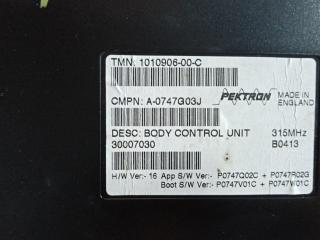 TMN: 1010906-00-C
CMPN: A-0747G03J
PEKTRON
MADE IN
ENGLAND
DESC: BODY CONTROL UNIT
315MHz
30007030
B0413
H/W Ver:- 16 App S/W Ver:- P0747Q02C + P0747R02G
Boot S/W Ver:- P0747V01C + P0747W01C